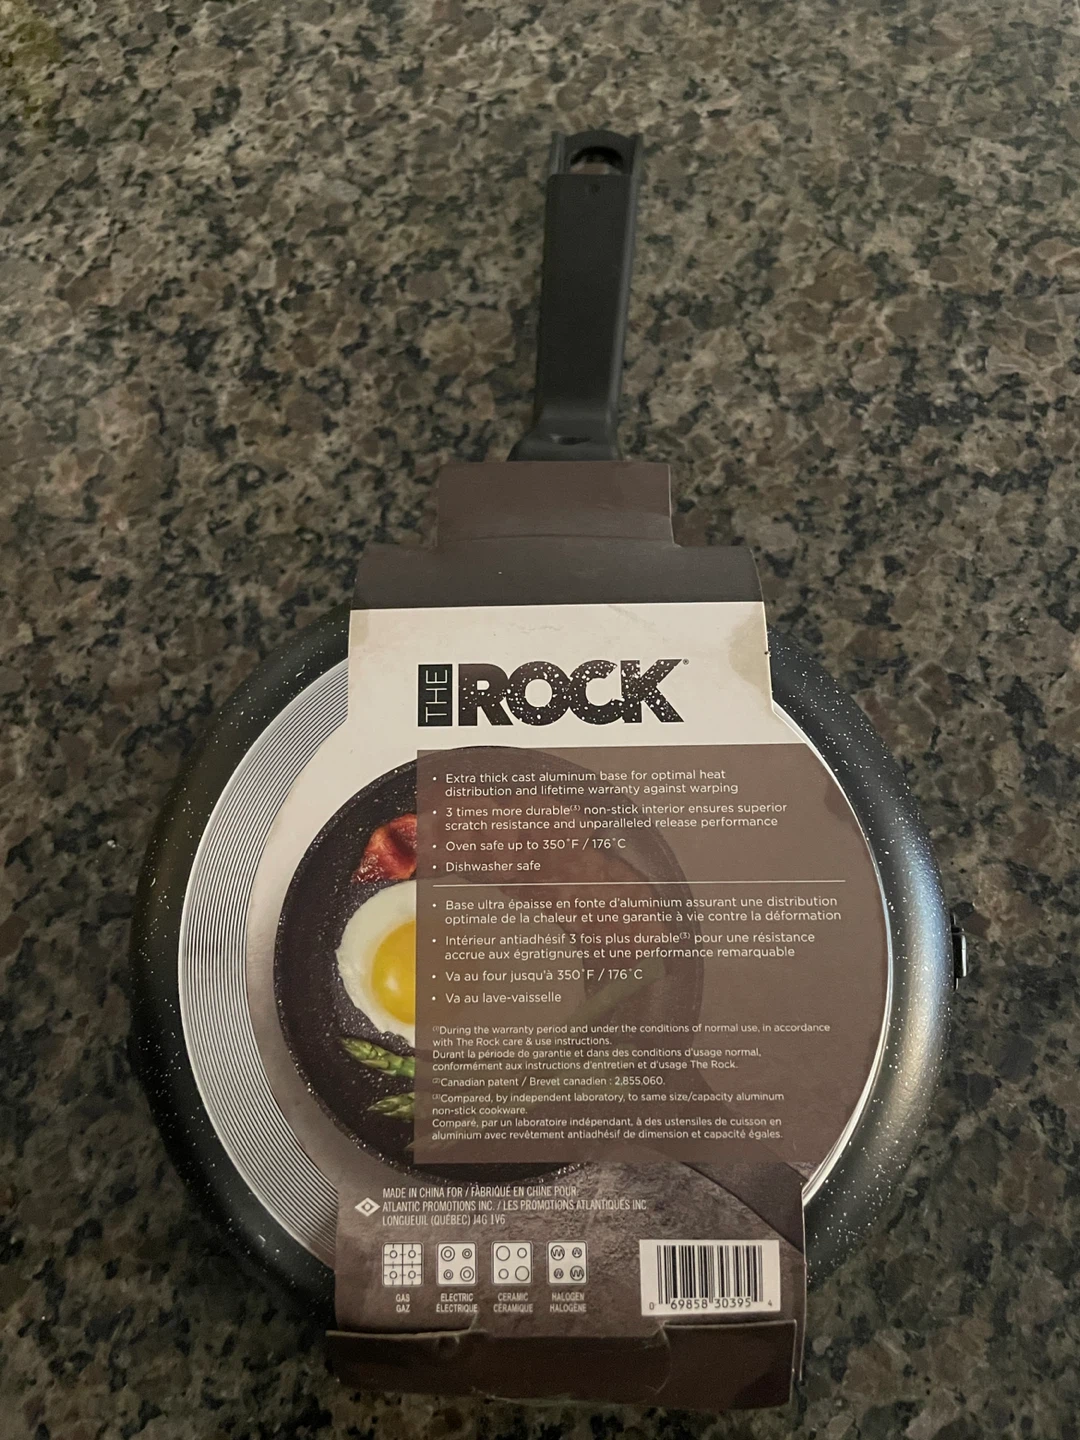 THE ROCK®
• Extra thick cast aluminum base for optimal heat
distribution and lifetime warranty against warping
• 3 times more durable⁽³⁾ non-stick interior ensures superior
scratch resistance and unparalleled release performance
• Oven safe up to 350˚F / 176˚C
• Dishwasher safe
• Base ultra épaisse en fonte d'aluminium assurant une distribution
optimale de la chaleur et une garantie à vie contre la déformation
• Intérieur antiadhésif 3 fois plus durable⁽³⁾ pour une résistance
accrue aux égratignures et une performance remarquable
• Va au four jusqu'à 350˚F / 176˚C
• Va au lave-vaisselle
⁽¹⁾During the warranty period and under the conditions of normal use, in accordance
with The Rock care & use instructions.
Durant la période de garantie et dans des conditions d'usage normal,
conformément aux instructions d'entretien et d'usage The Rock.
⁽²⁾Canadian patent / Brevet canadien : 2,855,060.
⁽³⁾Compared, by independent laboratory, to same size/capacity aluminum
non-stick cookware.
Comparé, par un laboratoire indépendant, à des ustensiles de cuisson en
aluminium avec revêtement antiadhésif de dimension et capacité égales.
MADE IN CHINA FOR / FABRIQUÉ EN CHINE POUR:
ATLANTIC PROMOTIONS INC. / LES PROMOTIONS ATLANTIQUES INC.
LONGUEUIL (QUÉBEC) J4G 1V6
GAS ELECTRIC CERAMIC HALOGEN
GAZ ÉLECTRIQUE CÉRAMIQUE HALOGÈNE
0 69858 30395 4